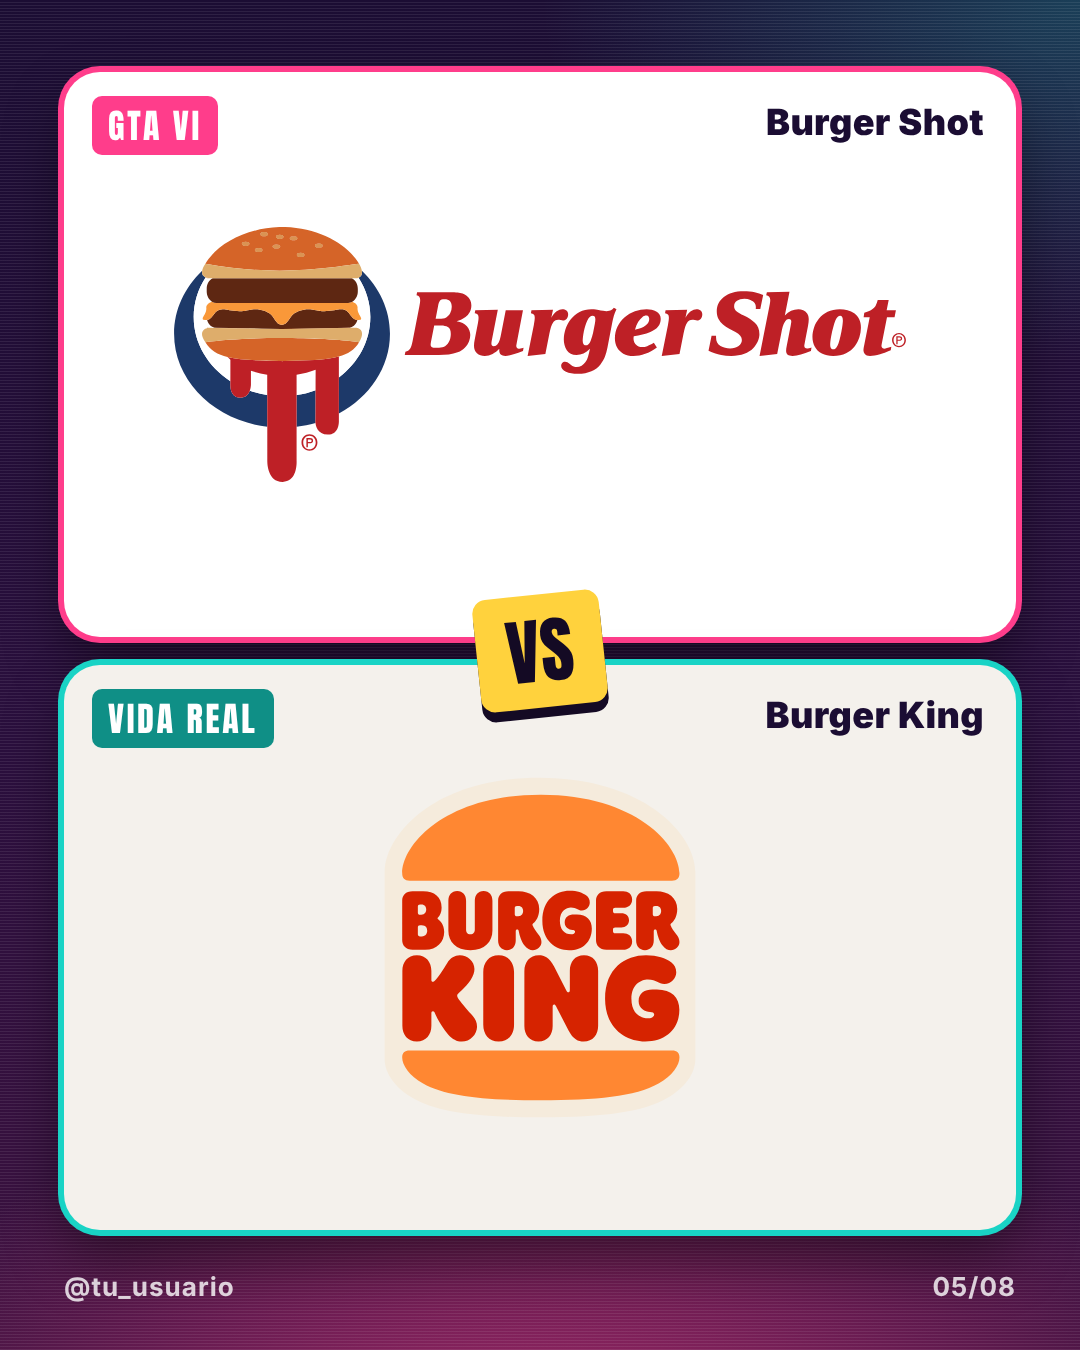 GTA VI
Burger Shot
Burger Shot℗
℗
VS
VIDA REAL
Burger King
BURGER
KING
@tu_usuario
05/08